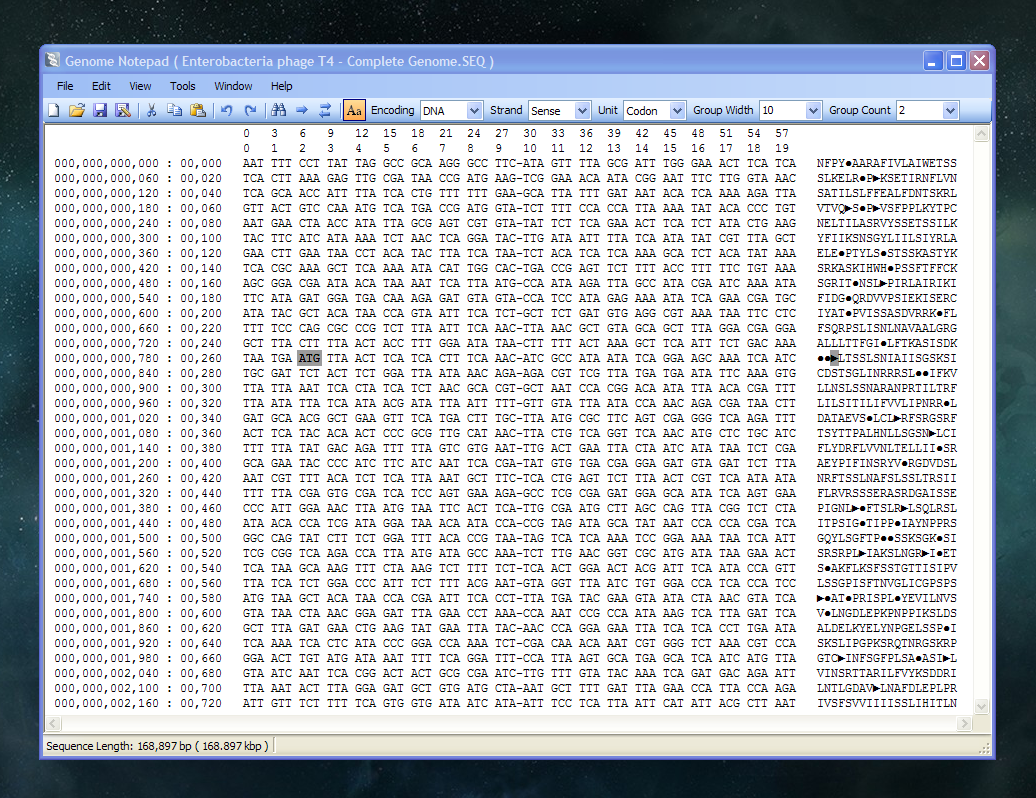 Genome Notepad ( Enterobacteria phage T4 - Complete Genome.SEQ )
File Edit View Tools Window Help
Aa Encoding DNA Strand Sense Unit Codon Group Width 10 Group Count 2
0 3 6 9 12 15 18 21 24 27 30 33 36 39 42 45 48 51 54 57
0 1 2 3 4 5 6 7 8 9 10 11 12 13 14 15 16 17 18 19
000,000,000,000 : 00,000 AAT TTT CCT TAT TAG GCC GCA AGG GCC TTC-ATA GTT TTA GCG ATT TGG GAA ACT TCA TCA NFPY●AARAFIVLAIWETSS
000,000,000,060 : 00,020 TCA CTT AAA GAG TTG CGA TAA CCT TAA GAG-TCG GAA ACA ATA CGG AAT TTC TTG GTA AAC SLKELR●P▶KSETIRNFLVN
000,000,000,120 : 00,040 TCA GCA ACC ATT TTA TCA CTG TTT TTT GAA-GCA TTA TTT GAT AAT ACA TCA AAA AGA TTA SATILSLFFEALFDNTSKRL
000,000,000,180 : 00,060 GTT ACT GTC CAA ATG TCA TGA CCG ATG GTA-TCT TTT CCA CCA TTA AAA TAT ACA CCC TGT VTVQ▶S●P▶VSFPPLKYTPC
000,000,000,240 : 00,080 AAT GAA CTA ACC ATA TTA GCG AGT CGT GTA-TAT TCT TCA GAA ACT TCA TCT ATA CTG AAG NELTILASRVYSSETSSILK
000,000,000,300 : 00,100 TAC TTC ATC ATA AAA TCT AAC TCA GGA TAC-TTG ATA ATT TTA TCA ATA TAT CGT TTA GCT YFIIKSNSGYLIILSIYRLA
000,000,000,360 : 00,120 GAA CTT GAA TAA CCT ACA TAT TTA TCA TAA-TCT ACA TCA TCA AAA GCT TCA ACA TAT AAA ELE●PTYLS●STSSKASTYK
000,000,000,420 : 00,140 TCA CGC AAA GCT TCA AAA ATA CAT TGG CAC-TGA CCG AGT TCT TTT ACC TTT TTC TGT AAA SRKASKIHWH●PSSFTFFCK
000,000,000,480 : 00,160 AGC GGA CGA ATA ACA TAA AAT TCA TTA ATG-CCA ATA AGA TTA GCC ATA CGA ATC AAA ATA SGRIT●NSL▶PIRLAIRIKI
000,000,000,540 : 00,180 TTC ATA GAT GGA TGA CAA AGA GAT GTA GTA-CCA TCC ATA GAG AAA ATA TCA GAA CGA TGC FIDG●QRDVVPSIEKISERC
000,000,000,600 : 00,200 ATA TAC GCT ACA TAA CCA GTA ATT TCA TCT-GCA TCA GAC GTT AGA CGG AAA TAA TTC CTC IYAT●PVISSASDVRRK●FL
000,000,000,660 : 00,220 TTT TCC CAG CGC CCG TCT TTA ATT TCA AAC-TTA AAC GCT GTA GCG CTT TTA GGA CGA GGA FSQRPSLISNLNAVALGRG
000,000,000,720 : 00,240 GCT TTA CTT TTA ACT ACC TTT GGT ATT TAA-CTC TTT ACT AAA GCA TCA ATT TCT GAC AAA ALLLTTFGI●LFTKASISDK
000,000,000,780 : 00,260 TAA TGA ATG TTA ACT TCA TCA CTT TCA AAC-ATC GCC ATA ATA TCA GGA AGC AAA TCA ATC ●●▶LTSSLSNIAIISGSKSI
000,000,000,840 : 00,280 TGC GAT TCT ACT TCT GGA TTA ATA AAC AGA-AGA CGT TCG TTA TGA TGA ATA TTC AAA GTG CDSTSGLINRRRSL●●IFKV
000,000,000,900 : 00,300 TTA TTG AAT CTC TCA TCT AAC GCA CGT GCT-AAT CCA CGG ACA ATA TTA ACA CGA TTT LLNSLSSNARANPRTILTRF
000,000,000,960 : 00,320 TTA ATA TTA TCA ATA ACG ATA TTA ATA TTT-TTT GTT GTA TTA ATA CCA AAC AGA CGA TAA CTT LILSITILIFVVLIPNRR●L
000,000,001,020 : 00,340 GAT GCA ACG GCT GAA GTT TCA TGA CTT TGC-TTA ATG CGC TTC AGT CGA GGG TCA AGA TTT DATAEVS●LCL▶RFSRGSRF
000,000,001,080 : 00,360 ACT TCA TAC ACA ACT CCC GCG TTG CAT AAC-TTA CTG TCA GGT TCA AAC ATG CTC TGC ATC TSYTTPALHNLLSGSN▶LCI
000,000,001,140 : 00,380 TTT TTA TAT GAC AGA TTT TTA GTC GTG AAT-TTG ACT GAA TTA CTA ATC ATA TAA TCT CGA FLYDRFLVVNLTELLII●SR
000,000,001,200 : 00,400 GCA GAA TAC CCC ATC TTC ATC AAT TCA CGA-TAT GTG TGA CGA GGG GAT GTA GAT TCT TTA AEYPIFINSRYV●RGDVDSL
000,000,001,260 : 00,420 AAT CGT TTT ACT TCT TTA AAT GCT TTC TCA-CTG AGT TCT TTA ACT CGT TCA ATA ATA NRFTSSLNAFSLSSLTRSII
000,000,001,320 : 00,440 TTT TTA CGA GTG CGA TCA TCC AGT GAA AGA-GCC TCG CGA GAT GGA GCA ATA TCA AGT GAA FLRVRSSSERASRDGAISSE
000,000,001,380 : 00,460 CCC ATT GGA AAC TTA ATG TAA TTC ACT TCA-TTG CGA ATG CTT AGC CAG TTA CGG TCT CTA PIGNL▶●FTSLR▶LSQLRSL
000,000,001,440 : 00,480 ATA ACA CCA TCG ATA GGA TAA ACA ATA CCA-CCG TAA ATA GCA TAT AAT CCA CCA CGA TCA ITPSIG●TIPP●IAYNPPRS
000,000,001,500 : 00,500 GGC CAG TAT CTT TCT GGA TTT ACG CCG TAA-TAG TCA TCA AAA TCC GGA AAA TAA TCA ATA GQYLSGFTP●●SSKSGK●SI
000,000,001,560 : 00,520 TCG CGG TCA AGA CCA TTA ATG ATA GCC AAA-TCT TTG AAC GGT CGC ATG ATA TAA GAA ACT SRSRPL▶IAKSLNGR▶I●ET
000,000,001,620 : 00,540 TCA TAA GCA AAG TTT CTA AAG TCT TTT TCA-TCA ACT GGA ACT ACG ATT TCA ATA CCA GTT S●AKFLKSFSSTGTTISIPV
000,000,001,680 : 00,560 TTA TCA TCT GGA CCC ATT TCT TTT ACG AAT-GTA GGT TTA ATC TGT GGA CCA TCA CCA TCC LSSGPISFTNVGLICGPSPS
000,000,001,740 : 00,580 ATG TAA GCT ACA TAA CCA CGA ATT TCT CCT-TTA TGA TAC GAA GTA ATA CTA AAC GTA TCA ▶●AT●PRISPL●YEVILNVS
000,000,001,800 : 00,600 GTA TAA CTA AAC GGG GAT TTA GAA CCT AAA-CCA AAT CCG CCA ATA AAG TCA TTA GAT TCA V●LNGDLEPKPNPPIKSLDS
000,000,001,860 : 00,620 GCT TTA GAT GAA CTG AAG TAT GAA TTA TAC-AAC CCA GGA GAA TTA TCA CCT TGA ATA ALDELKYELYNPGELSSP●I
000,000,001,920 : 00,640 TCA AAA TCA CTC ATA CCC GGA CCA AAA TCT-CGA CAA ACA AAT CGT GGG TCT AAA CGT CCA SKSLIPGPKSRQTNRGSKRP
000,000,001,980 : 00,660 GGA ACT TGT ATG ATA AAT TTT TCA GGA TTT-CCA TTA AGT GCA TGA GCA TCA ATC ATG TTA GTC▶INFSGFPLSA●ASI▶L
000,000,002,040 : 00,680 GTA ATC AAT TCA CGG ACT ACA GCA CGA ATT-TTG TTT GTA TAC AAA TCA GAT GAC AGA ATT VINSRTTARILFVYKSDDRI
000,000,002,100 : 00,700 TTA AAT ACT TTA GGA GAT GCT GTG ATG CTA-AAT GCT TTT GAT TTA GAA CCA TTA CCA AGA LNTLGDAV▶LNAFDLEPLPR
000,000,002,160 : 00,720 ATT GTT TCT TTT TCA GTG GTG ATA ATC ATA-ATT TCC TCA TTA ATT CAT ATT ACG CTT AAT IVSFSVVIIIISSLIHITLN
Sequence Length: 168,897 bp ( 168.897 kbp )